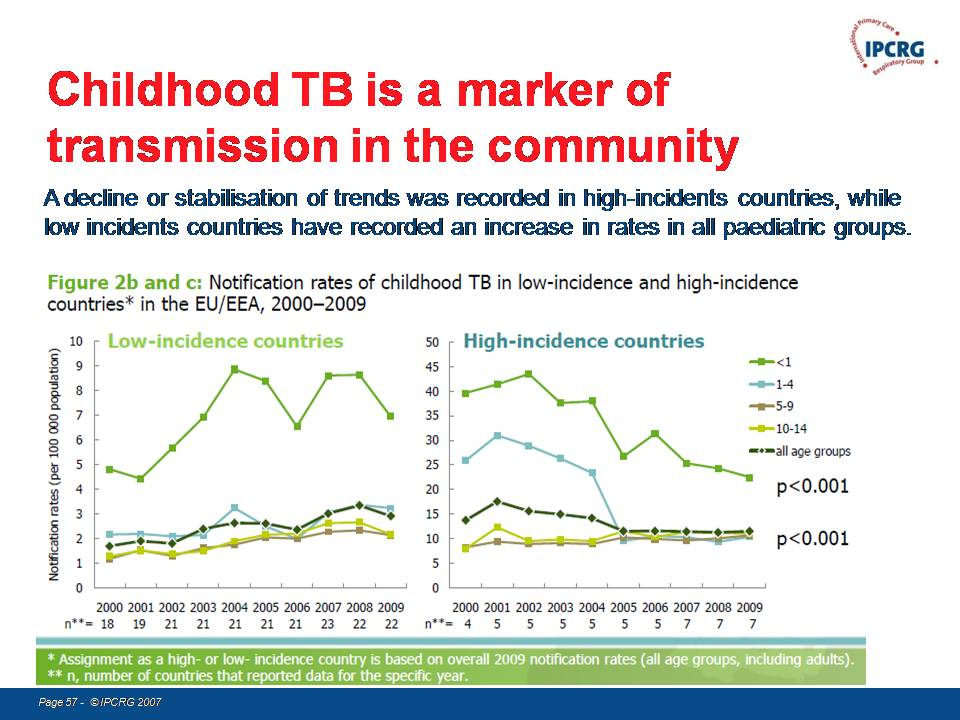 International Primary Care
IPCRG
Respiratory Group
Childhood TB is a marker of
transmission in the community
A decline or stabilisation of trends was recorded in high-incidents countries, while
low incidents countries have recorded an increase in rates in all paediatric groups.
Figure 2b and c: Notification rates of childhood TB in low-incidence and high-incidence
countries* in the EU/EEA, 2000–2009
Notification rates (per 100 000 population)
Low-incidence countries
10
9
8
7
6
5
4
3
2
1
0
2000 2001 2002 2003 2004 2005 2006 2007 2008 2009
n**= 18 19 21 21 21 21 21 22 22 22
High-incidence countries
50
45
40
35
30
25
20
15
10
5
0
2000 2001 2002 2003 2004 2005 2006 2007 2008 2009
n**= 4 5 5 5 5 5 5 7 7 7
<1
1-4
5-9
10-14
all age groups
p<0.001
p<0.001
* Assignment as a high- or low- incidence country is based on overall 2009 notification rates (all age groups, including adults).
** n, number of countries that reported data for the specific year.
Page 57 - © IPCRG 2007